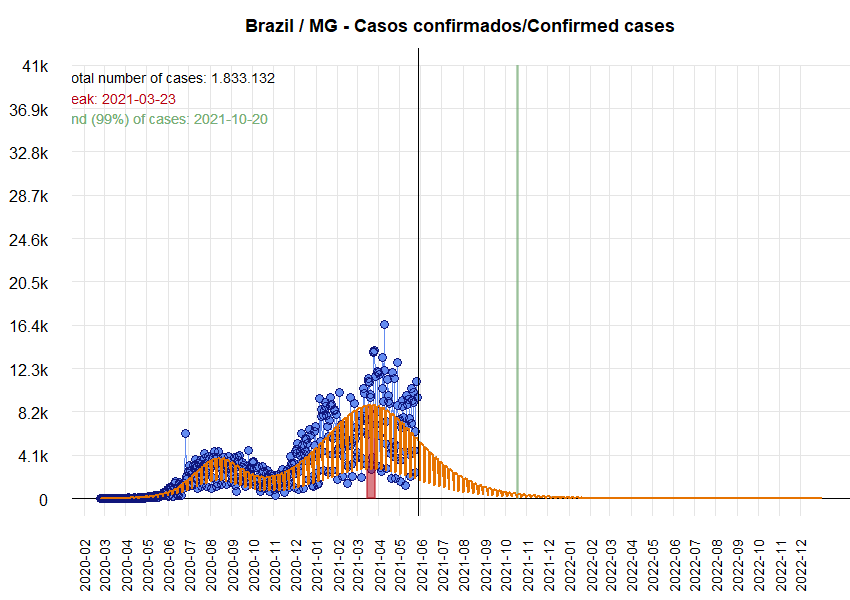 Brazil / MG - Casos confirmados/Confirmed cases
41k
otal number of cases: 1.833.132
eak: 2021-03-23
nd (99%) of cases: 2021-10-20
36.9k
32.8k
28.7k
24.6k
20.5k
16.4k
12.3k
8.2k
4.1k
0
2020-02
2020-03
2020-04
2020-05
2020-06
2020-07
2020-08
2020-09
2020-10
2020-11
2020-12
2021-01
2021-02
2021-03
2021-04
2021-05
2021-06
2021-07
2021-08
2021-09
2021-10
2021-11
2021-12
2022-01
2022-02
2022-03
2022-04
2022-05
2022-06
2022-07
2022-08
2022-09
2022-10
2022-11
2022-12